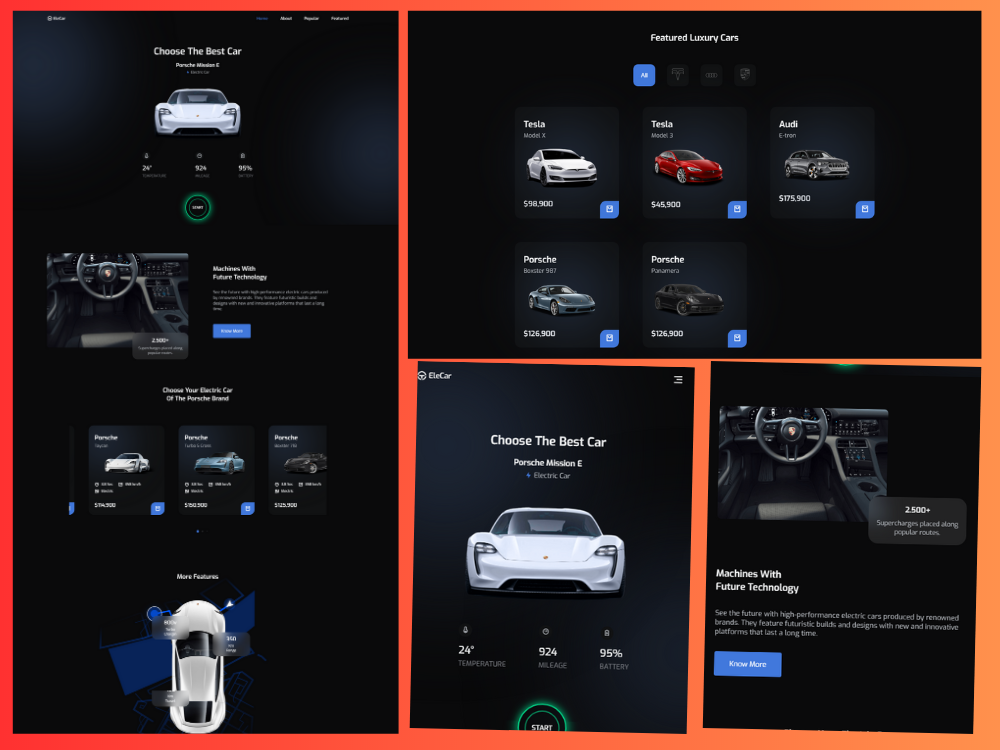 EleCar
Home About Popular Featured
Choose The Best Car
Porsche Mission E
Electric Car
24° 924 95%
TEMPERATURE MILEAGE BATTERY
START
Machines With
Future Technology
See the future with high-performance electric cars produced
by renowned brands. They feature futuristic builds and
designs with new and innovative platforms that last a long
time.
Know More
2.500+
Supercharges placed along
popular routes.
Choose Your Electric Car
Of The Porsche Brand
Porsche
$114,900
Porsche
Electric
$150,900
Porsche
Electric
$125,900
More Features
Featured Luxury Cars
All
Tesla
Model X
$98,900
Tesla
Model 3
$45,900
Audi
E-tron
$175,900
Porsche
Boxster 987
$126,900
Porsche
Panamera
$126,900
EleCar
Choose The Best Car
Porsche Mission E
Electric Car
24° 924 95%
TEMPERATURE MILEAGE BATTERY
START
2.500+
Supercharges placed along
popular routes.
Machines With
Future Technology
See the future with high-performance electric cars produced by renowned
brands. They feature futuristic builds and designs with new and innovative
platforms that last a long time.
Know More